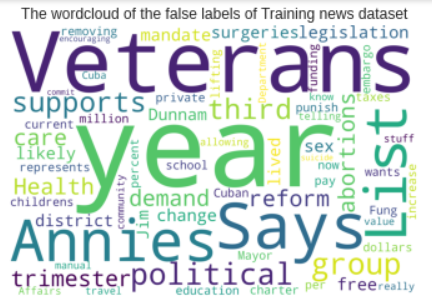 The wordcloud of the false labels of Training news dataset
removing
encouraging
mandate
surgeries
legislation
Veterans
Cuba
lifting
Department
funding
embargo
commit
supports
private
third
know
punish
telling
taxes
current
million
Dunnam
year
abortions
List
care
likely
percent
school
allowing
suicide
lived
sex
now
pay
stuff
wants
increase
represents
Health
childrens
community
demand
Cuban
reform
district
jim
change
Says
Fung
value
Annies
Mayor
dollars
trimester
political
group
manual
per
free
really
Affairs
travel
education
charter